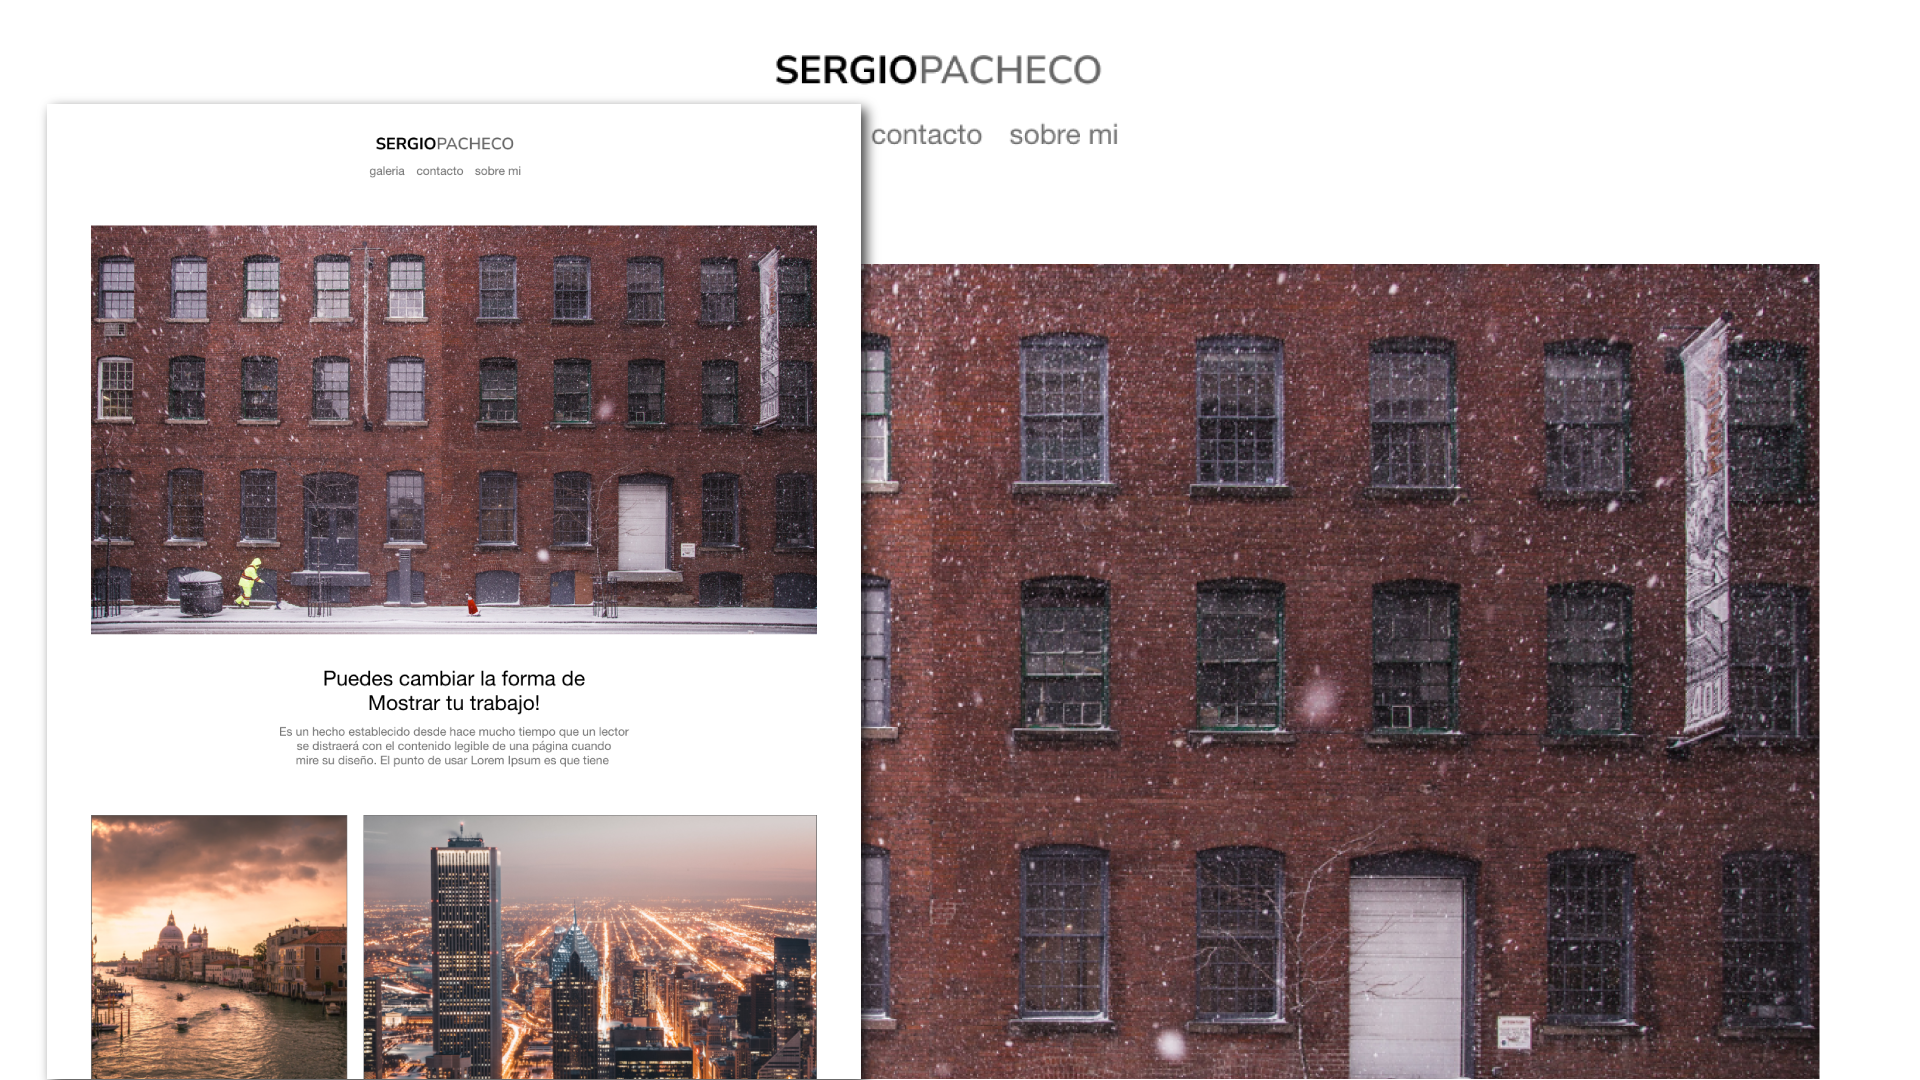 SERGIOPACHECO
contacto sobre mi
SERGIOPACHECO
galeria contacto sobre mi
Puedes cambiar la forma de
Mostrar tu trabajo!
Es un hecho establecido desde hace mucho tiempo que un lector
se distraerá con el contenido legible de una página cuando
mire su diseño. El punto de usar Lorem Ipsum es que tiene